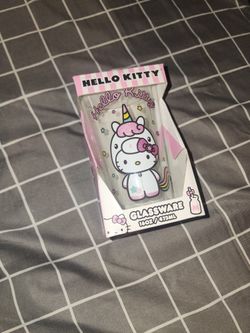 HELLO KITTY
Hello Kitty
GLASSWARE
16OZ / 473ML